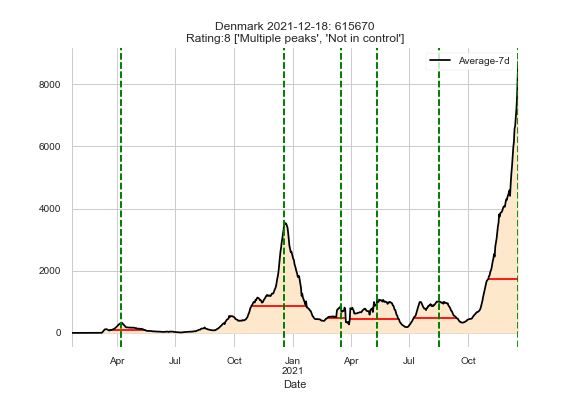 Denmark 2021-12-18: 615670
Rating:8 ['Multiple peaks', 'Not in control']
Average-7d
8000
6000
4000
2000
0
Apr Jul Oct Jan Apr Jul Oct
2021
Date